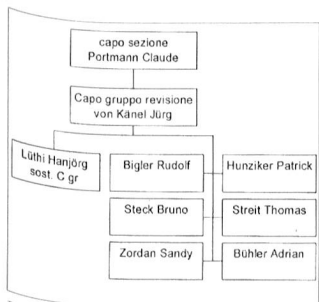 capo sezione
Portmann Claude
Capo gruppo revisione
von Känel Jürg
Lüthi Hanjörg
sost. C gr
Bigler Rudolf
Hunziker Patrick
Steck Bruno
Streit Thomas
Zordan Sandy
Bühler Adrian